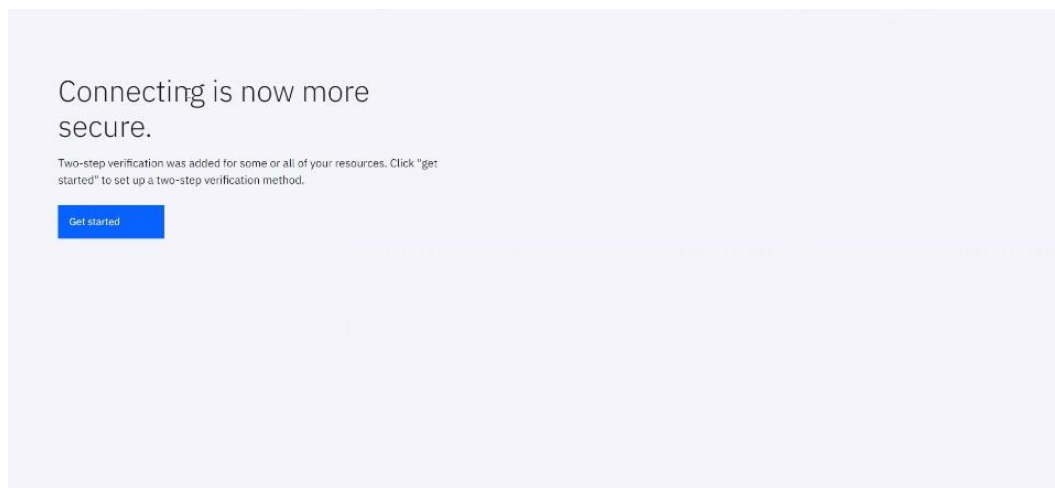 Connecting is now more
secure.
Two-step verification was added for some or all of your resources. Click "get
started" to set up a two-step verification method.
Get started